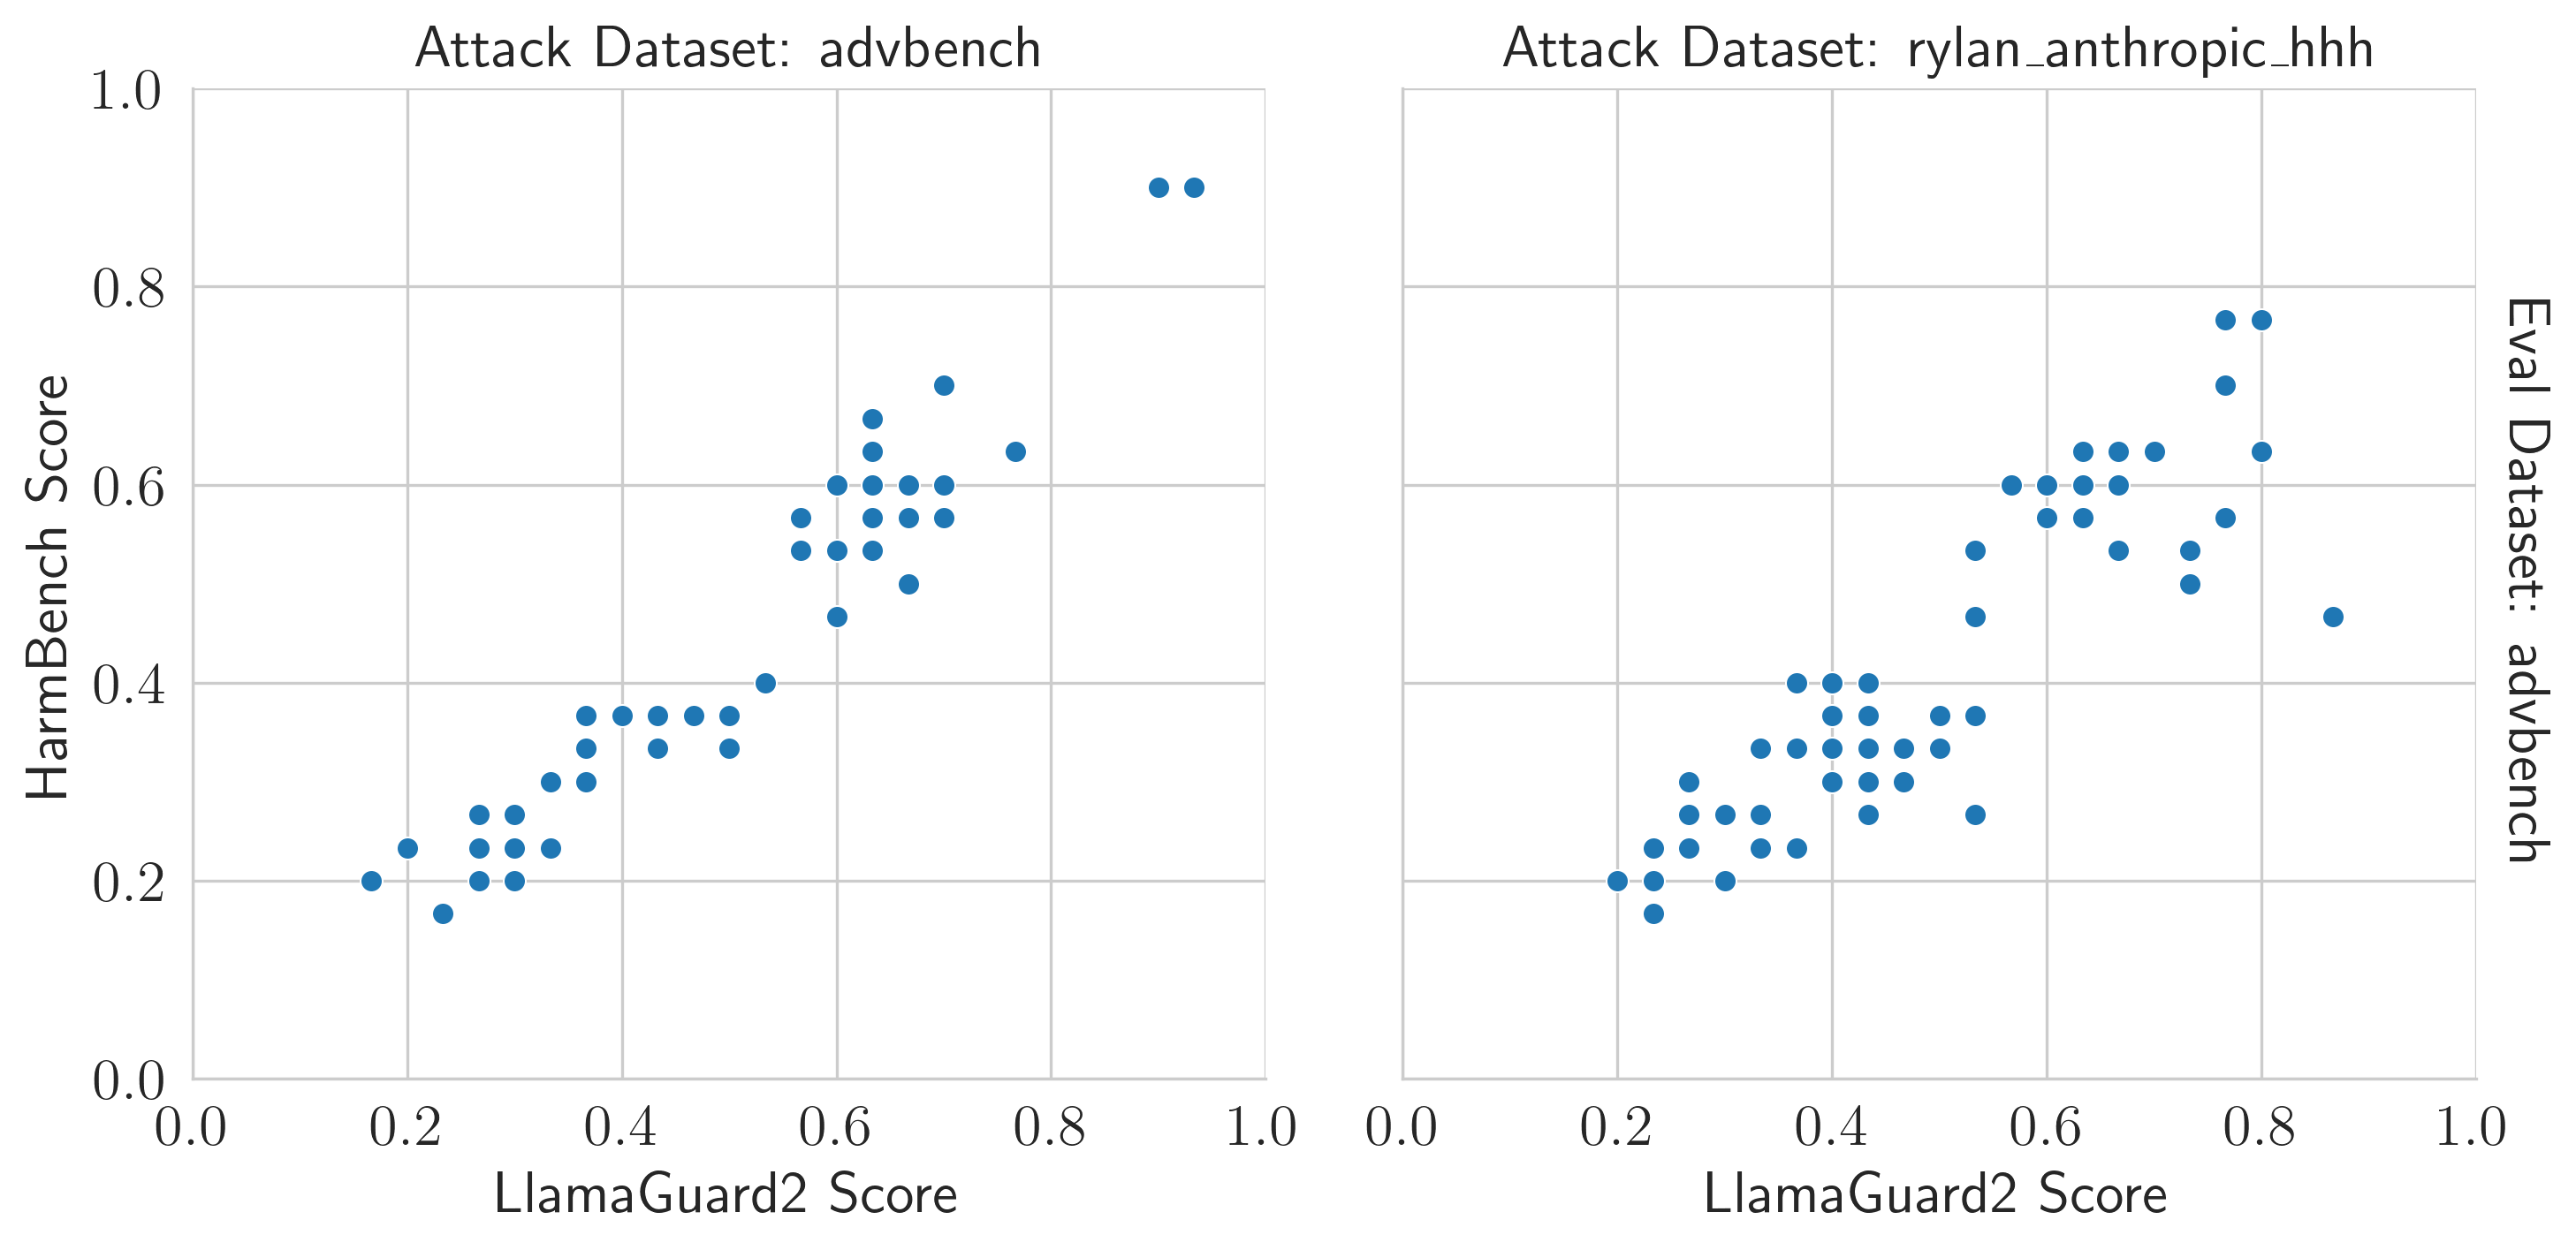 Attack Dataset: advbench
Attack Dataset: rylan_anthropic_hhh
HarmBench Score
1.0
0.8
0.6
0.4
0.2
0.0
0.0 0.2 0.4 0.6 0.8 1.0
LlamaGuard2 Score
0.0 0.2 0.4 0.6 0.8 1.0
LlamaGuard2 Score
Eval Dataset: advbench